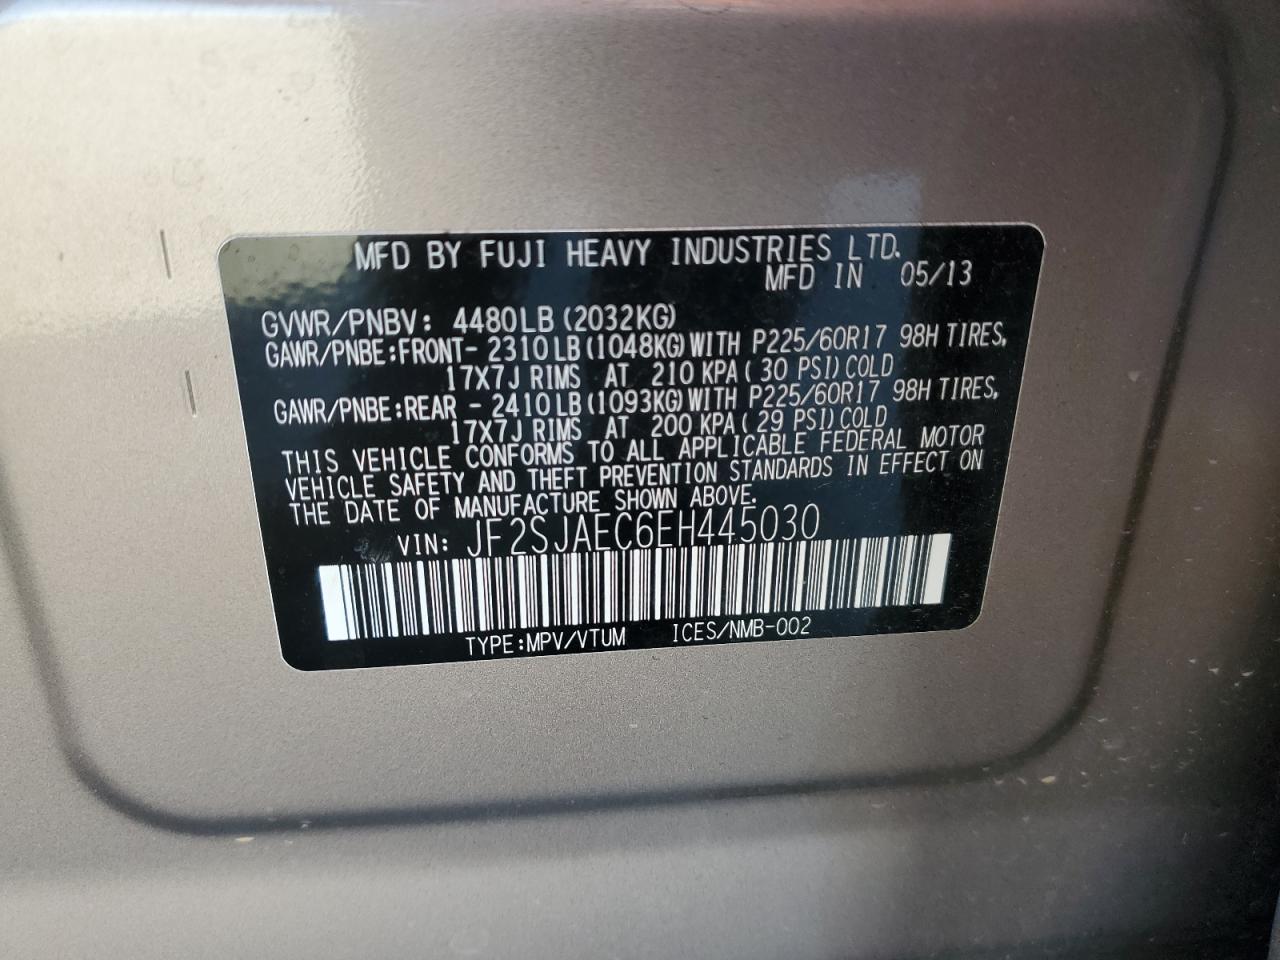 MFD BY FUJI HEAVY INDUSTRIES LTD.
MFD IN 05/13
GVWR/PNBV: 4480LB(2032KG)
GAWR/PNBE:FRONT- 2310LB(1048KG)WITH P225/60R17 98H TIRES,
17X7J RIMS AT 210 KPA( 30 PSI)COLD
GAWR/PNBE:REAR - 2410LB(1093KG)WITH P225/60R17 98H TIRES,
17X7J RIMS AT 200 KPA( 29 PSI)COLD
THIS VEHICLE CONFORMS TO ALL APPLICABLE FEDERAL MOTOR
VEHICLE SAFETY AND THEFT PREVENTION STANDARDS IN EFFECT ON
THE DATE OF MANUFACTURE SHOWN ABOVE.
VIN: JF2SJAEC6EH445030
TYPE:MPV/VTUM ICES/NMB-002